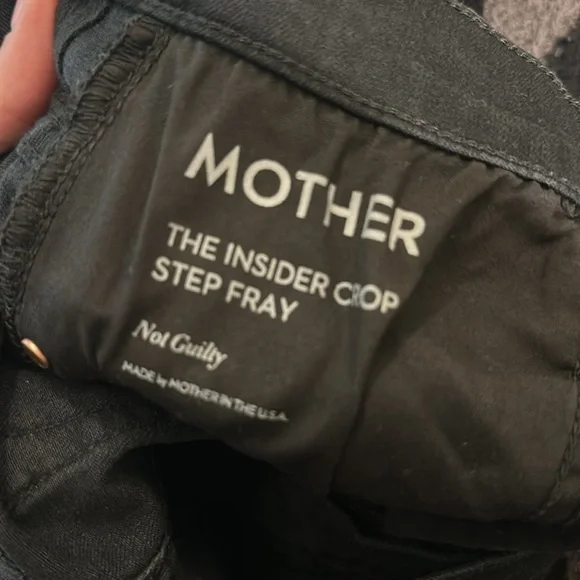 MOTHER
THE INSIDER CROP
STEP FRAY
Not Guilty
MADE by MOTHER IN THE U.S.A.